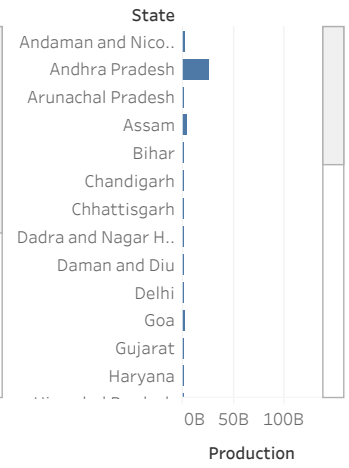 State
Andaman and Nico..
Andhra Pradesh
Arunachal Pradesh
Assam
Bihar
Chandigarh
Chhattisgarh
Dadra and Nagar H..
Daman and Diu
Delhi
Goa
Gujarat
Haryana
0B 50B 100B
Production